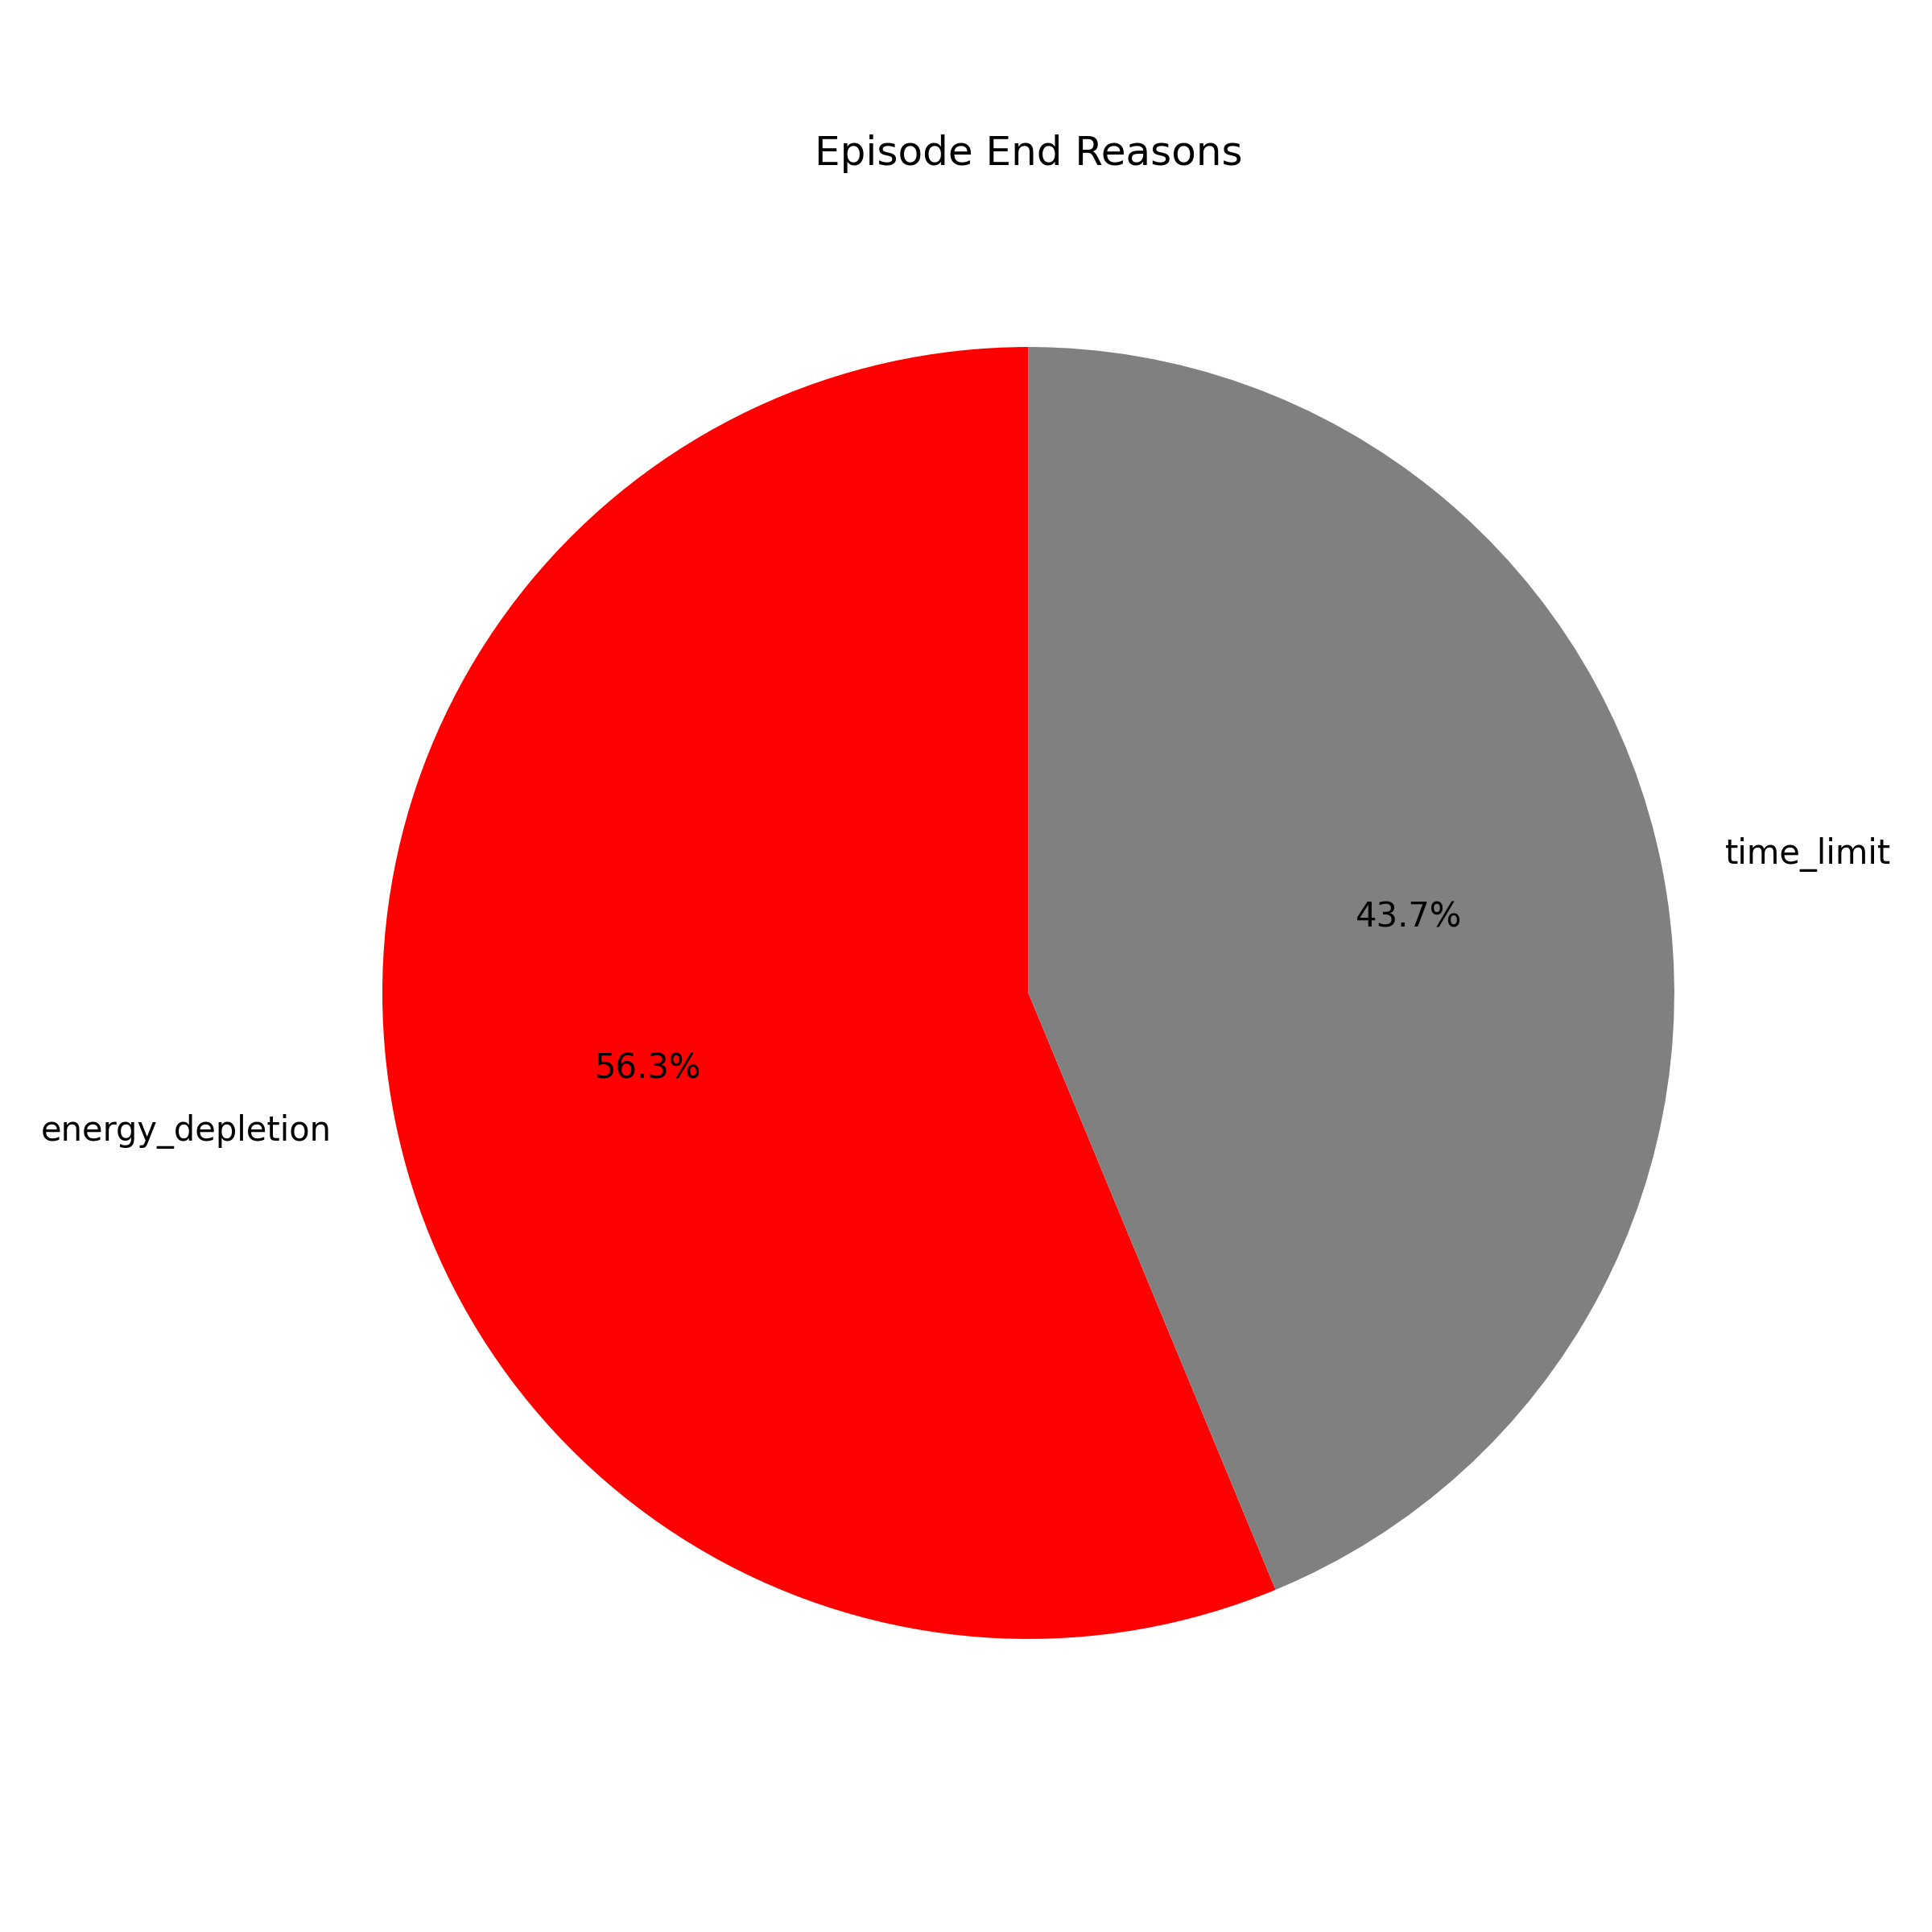 Episode End Reasons
time_limit
43.7%
56.3%
energy_depletion